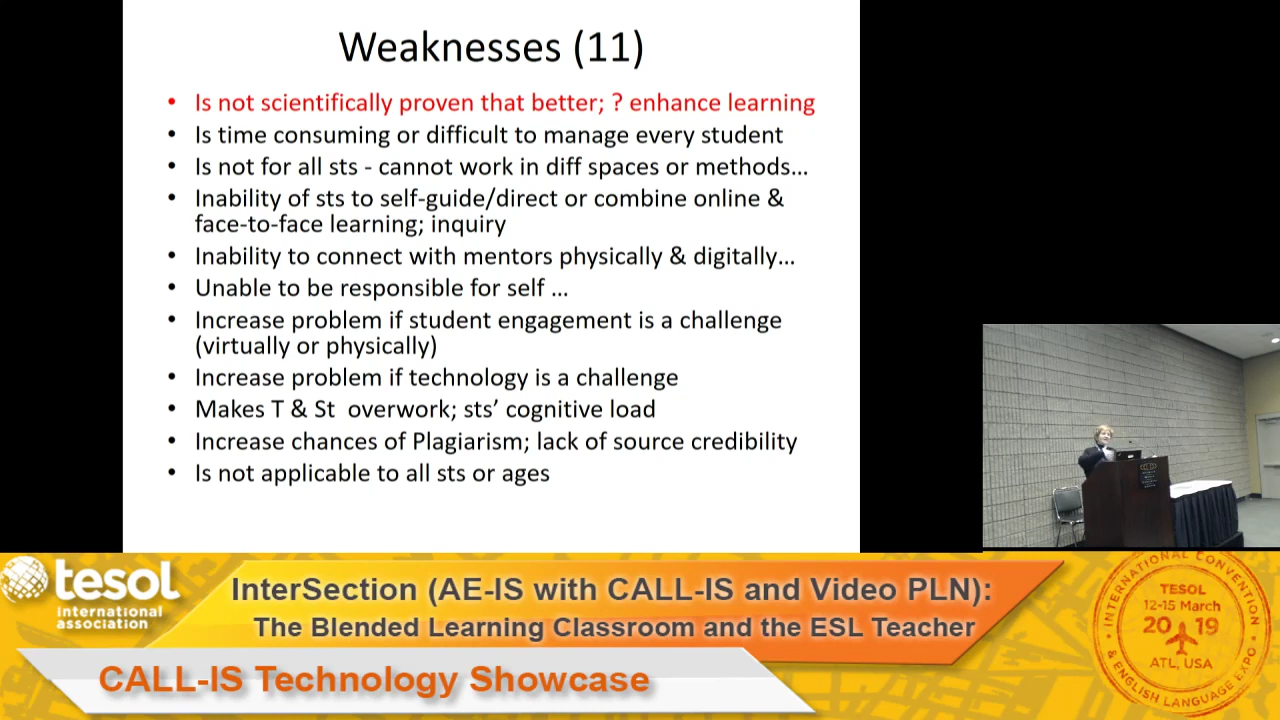 Weaknesses (11)
• Is not scientifically proven that better; ? enhance learning
• Is time consuming or difficult to manage every student
• Is not for all sts - cannot work in diff spaces or methods…
• Inability of sts to self-guide/direct or combine online &
face-to-face learning; inquiry
• Inability to connect with mentors physically & digitally…
• Unable to be responsible for self …
• Increase problem if student engagement is a challenge
(virtually or physically)
• Increase problem if technology is a challenge
• Makes T & St overwork; sts’ cognitive load
• Increase chances of Plagiarism; lack of source credibility
• Is not applicable to all sts or ages
tesol
international
association
InterSection (AE-IS with CALL-IS and Video PLN):
The Blended Learning Classroom and the ESL Teacher
CALL-IS Technology Showcase
INTERNATIONAL CONVENTION
TESOL
12-15 March
20 19
ATL, USA
& ENGLISH LANGUAGE EXPO